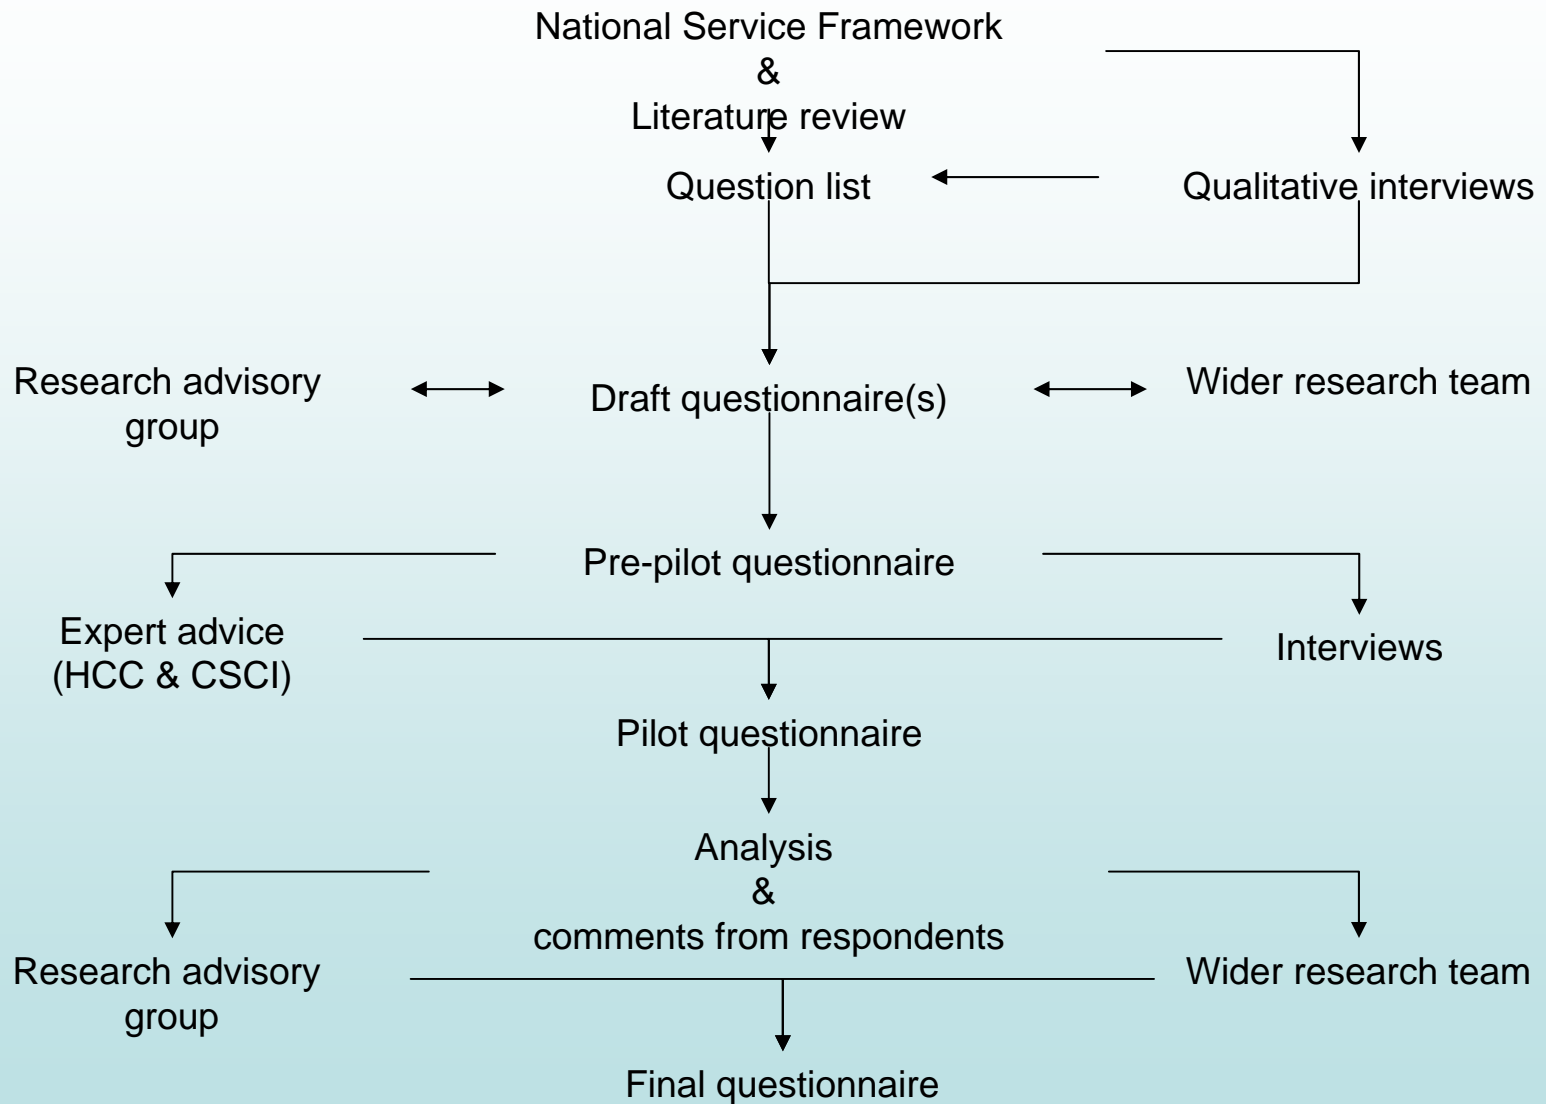 National Service Framework
&
Literature review
Question list
Qualitative interviews
Research advisory
group
Draft questionnaire(s)
Wider research team
Pre-pilot questionnaire
Expert advice
(HCC & CSCI)
Interviews
Pilot questionnaire
Analysis
&
comments from respondents
Research advisory
group
Wider research team
Final questionnaire